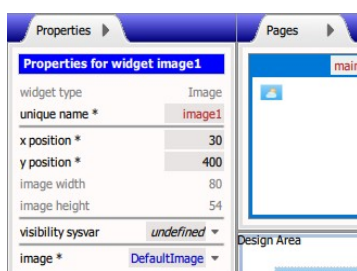 Properties
Pages
Properties for widget image1
main
widget type Image
unique name * image1
x position * 30
y position * 400
image width 80
image height 54
visibility sysvar undefined
Design Area
image * DefaultImage